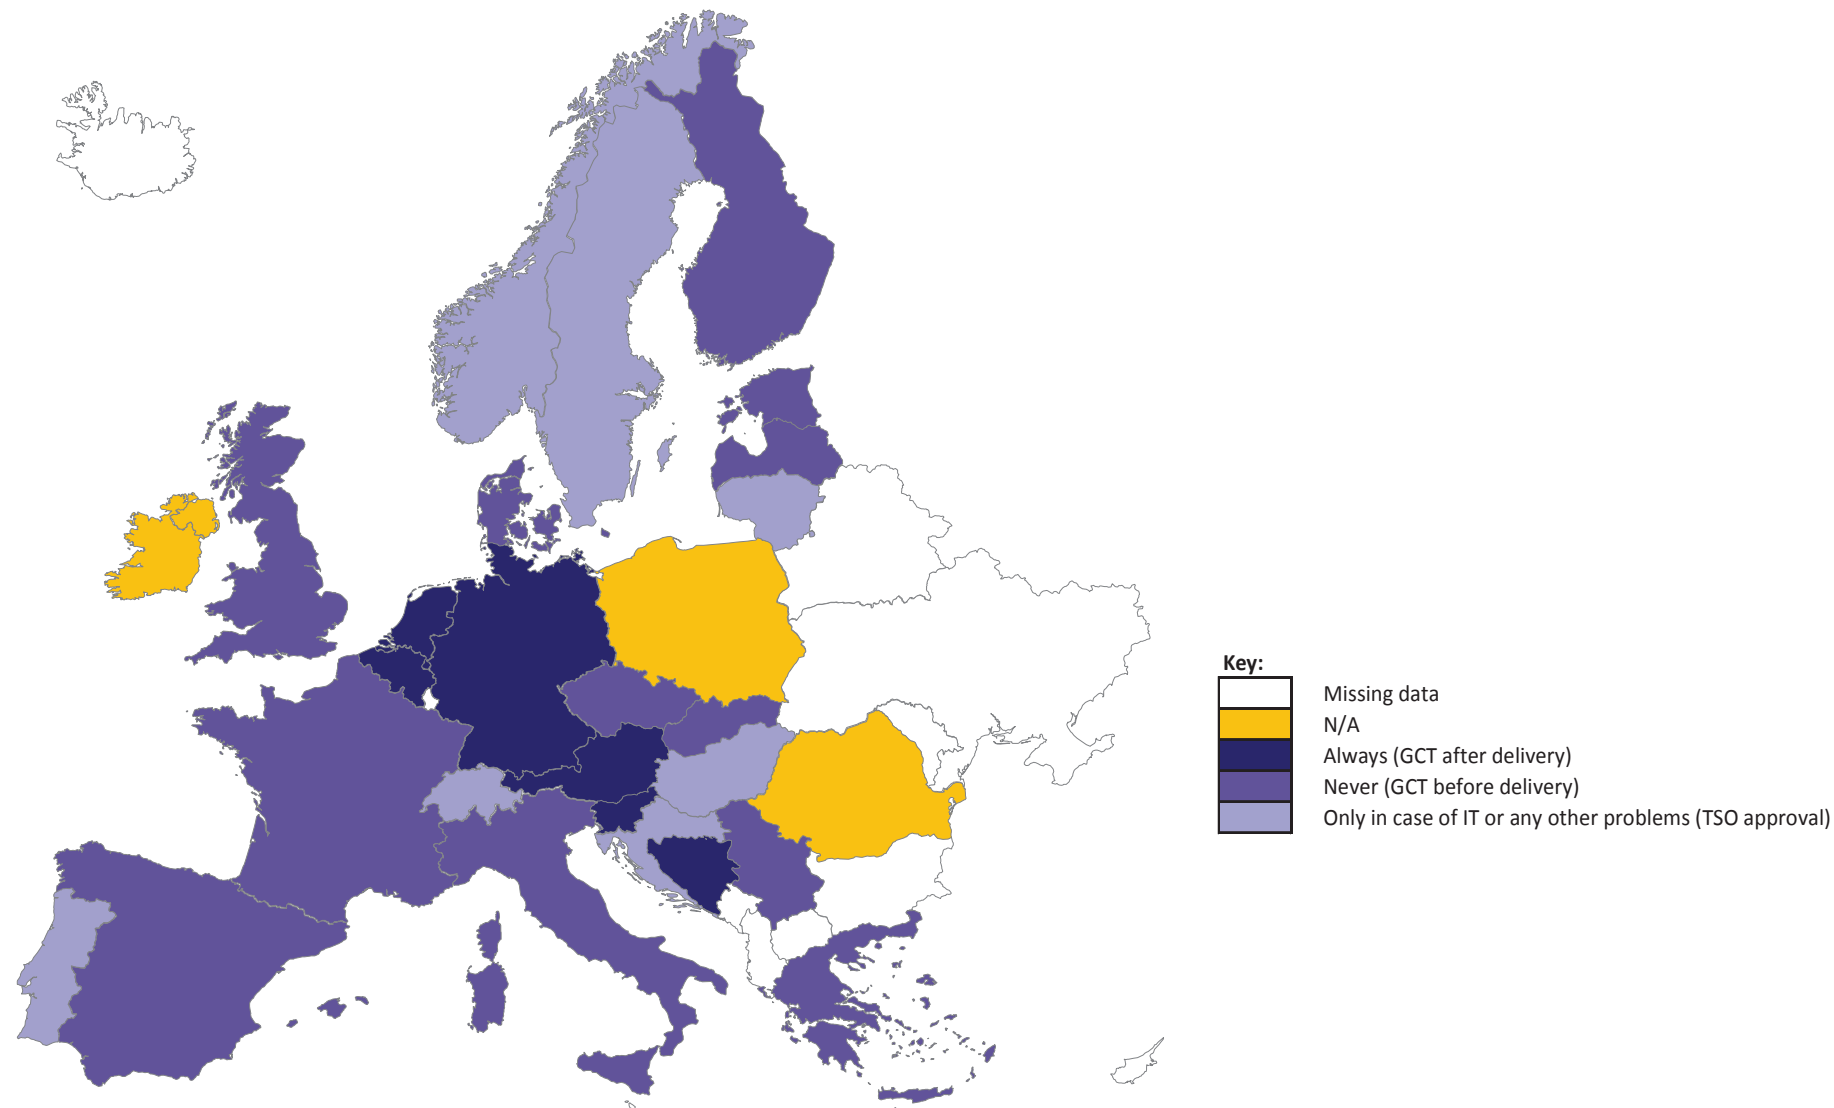 Key:
Missing data
N/A
Always (GCT after delivery)
Never (GCT before delivery)
Only in case of IT or any other problems (TSO approval)